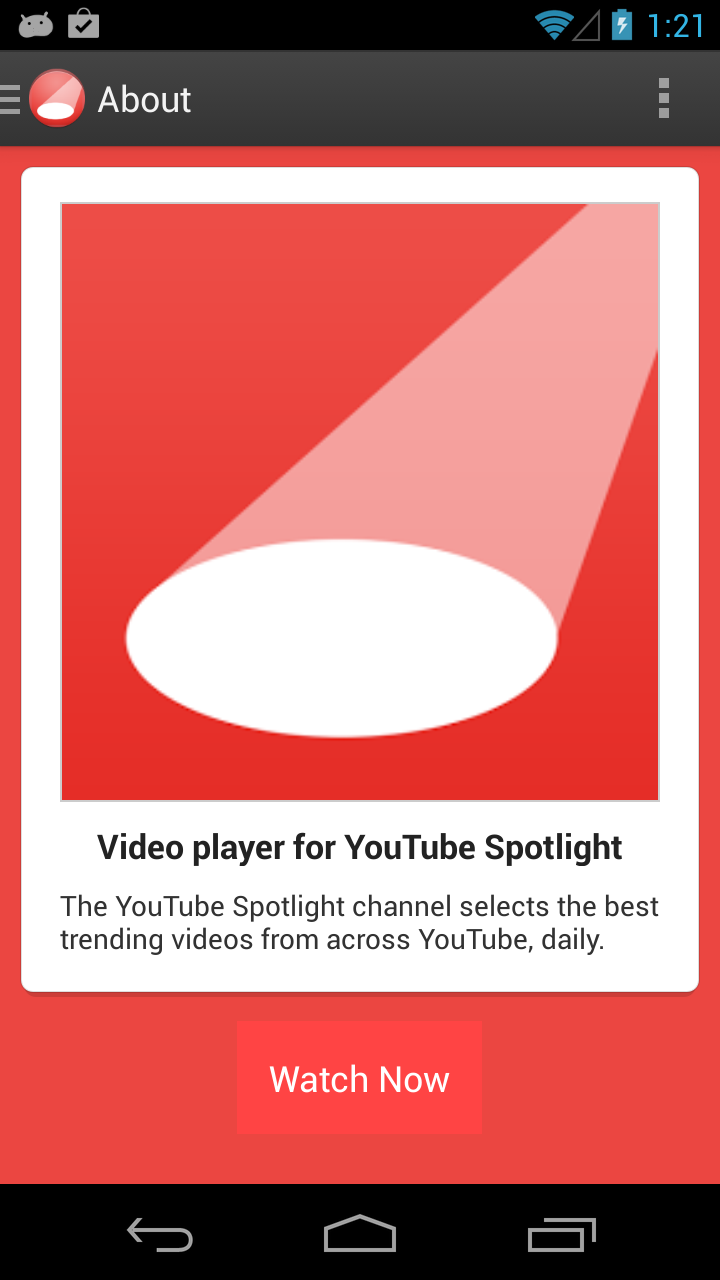 1:21
About
Video player for YouTube Spotlight
The YouTube Spotlight channel selects the best
trending videos from across YouTube, daily.
Watch Now